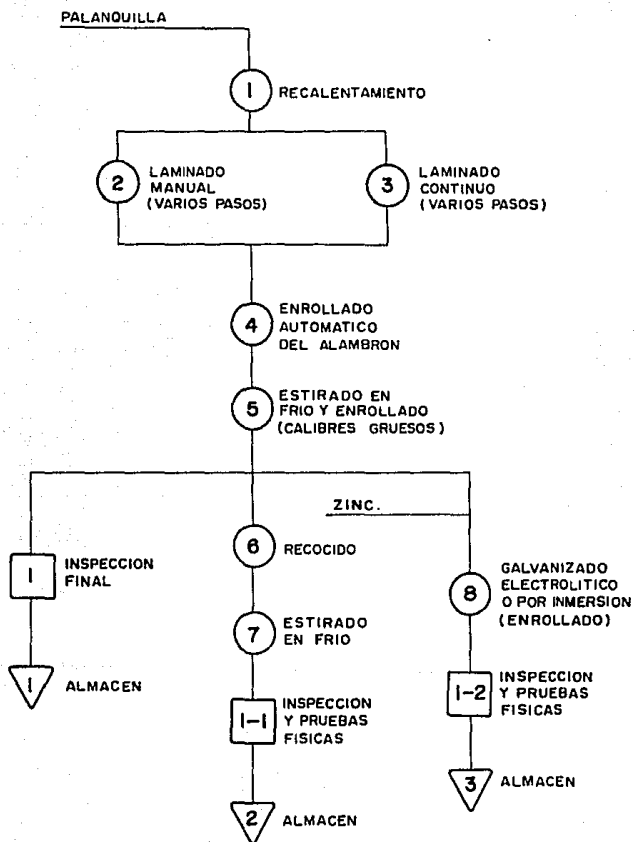 PALANQUILLA
1
RECALENTAMIENTO
2
LAMINADO
MANUAL
(VARIOS PASOS)
3
LAMINADO
CONTINUO
(VARIOS PASOS)
4
ENROLLADO
AUTOMATICO
DEL ALAMBRON
5
ESTIRADO EN
FRIO Y ENROLLADO
(CALIBRES GRUESOS)
ZINC.
1
INSPECCION
FINAL
1
ALMACEN
6
RECOCIDO
7
ESTIRADO
EN FRIO
1-1
INSPECCION
Y PRUEBAS
FISICAS
2
ALMACEN
8
GALVANIZADO
ELECTROLITICO
O POR INMERSION
(ENROLLADO)
1-2
INSPECCION
Y PRUEBAS
FISICAS
3
ALMACEN